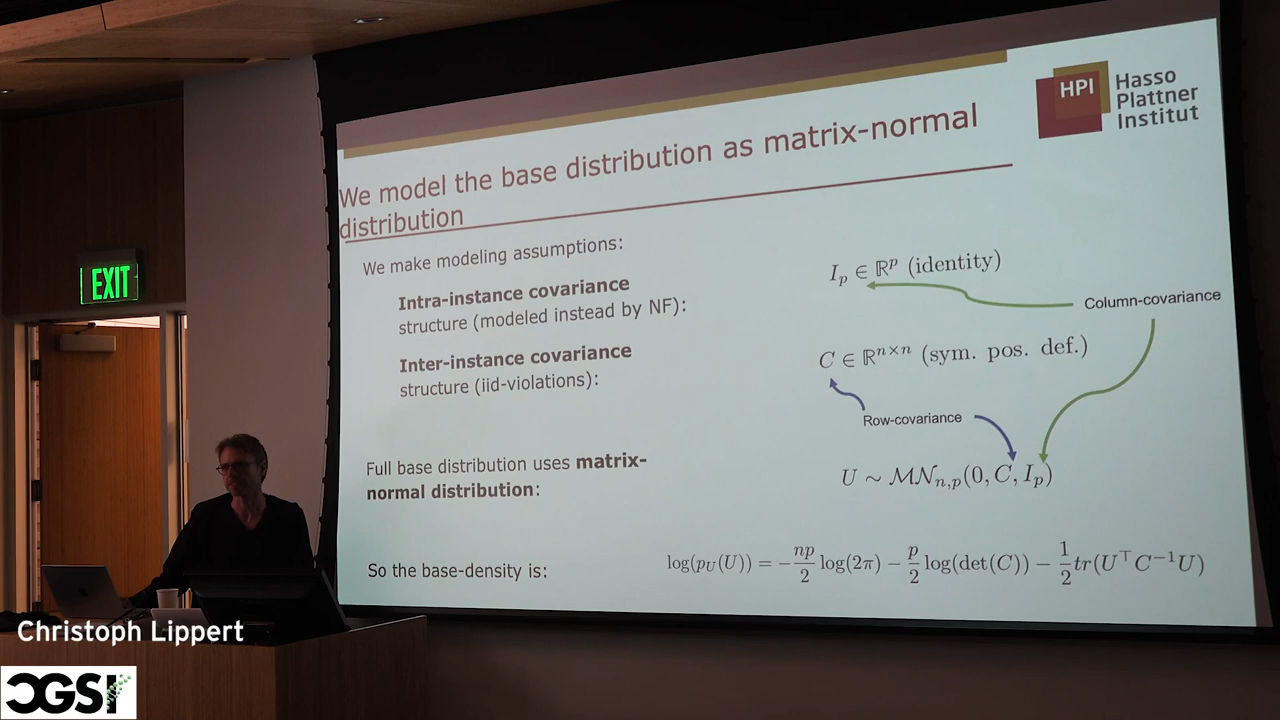 HPI
Hasso
Plattner
Institut
We model the base distribution as matrix-normal
distribution
We make modeling assumptions:
Intra-instance covariance
structure (modeled instead by NF):
I_p ∈ ℝ^p (identity)
Column-covariance
Inter-instance covariance
structure (iid-violations):
C ∈ ℝ^{n×n} (sym. pos. def.)
Row-covariance
Full base distribution uses matrix-
normal distribution:
U ∼ 𝓜𝓝_{n,p}(0, C, I_p)
So the base-density is:
log(p_U(U)) = −np/2 log(2π) − p/2 log(det(C)) − 1/2 tr(U^⊤C^{−1}U)
EXIT
Christoph Lippert
CGSI